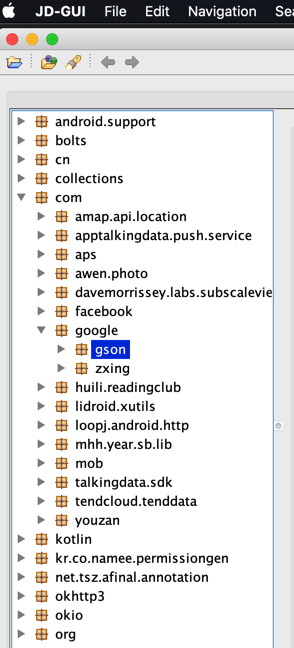 JD-GUI File Edit Navigation Sea
android.support
bolts
cn
collections
com
amap.api.location
apptalkingdata.push.service
aps
awen.photo
davemorrissey.labs.subscalevie
facebook
google
gson
zxing
huili.readingclub
lidroid.xutils
loopj.android.http
mhh.year.sb.lib
mob
talkingdata.sdk
tendcloud.tenddata
youzan
kotlin
kr.co.namee.permissiongen
net.tsz.afinal.annotation
okhttp3
okio
org